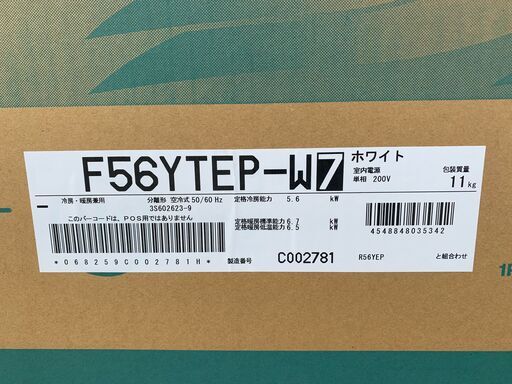 F56YTEP-W7
ホワイト
室内電源
単相 200V
包装質量
11kg
冷房・暖房兼用
分離形 空冷式 50/60 Hz
3S602623-9
定格冷房能力 5.6 kW
このバーコードは、POS用ではありません
定格暖房標準能力 6.7 kW
定格暖房低温能力 6.5 kW
4548848035342
*068259C002781H*
製造番号 C002781
R56YEP と組合わせ